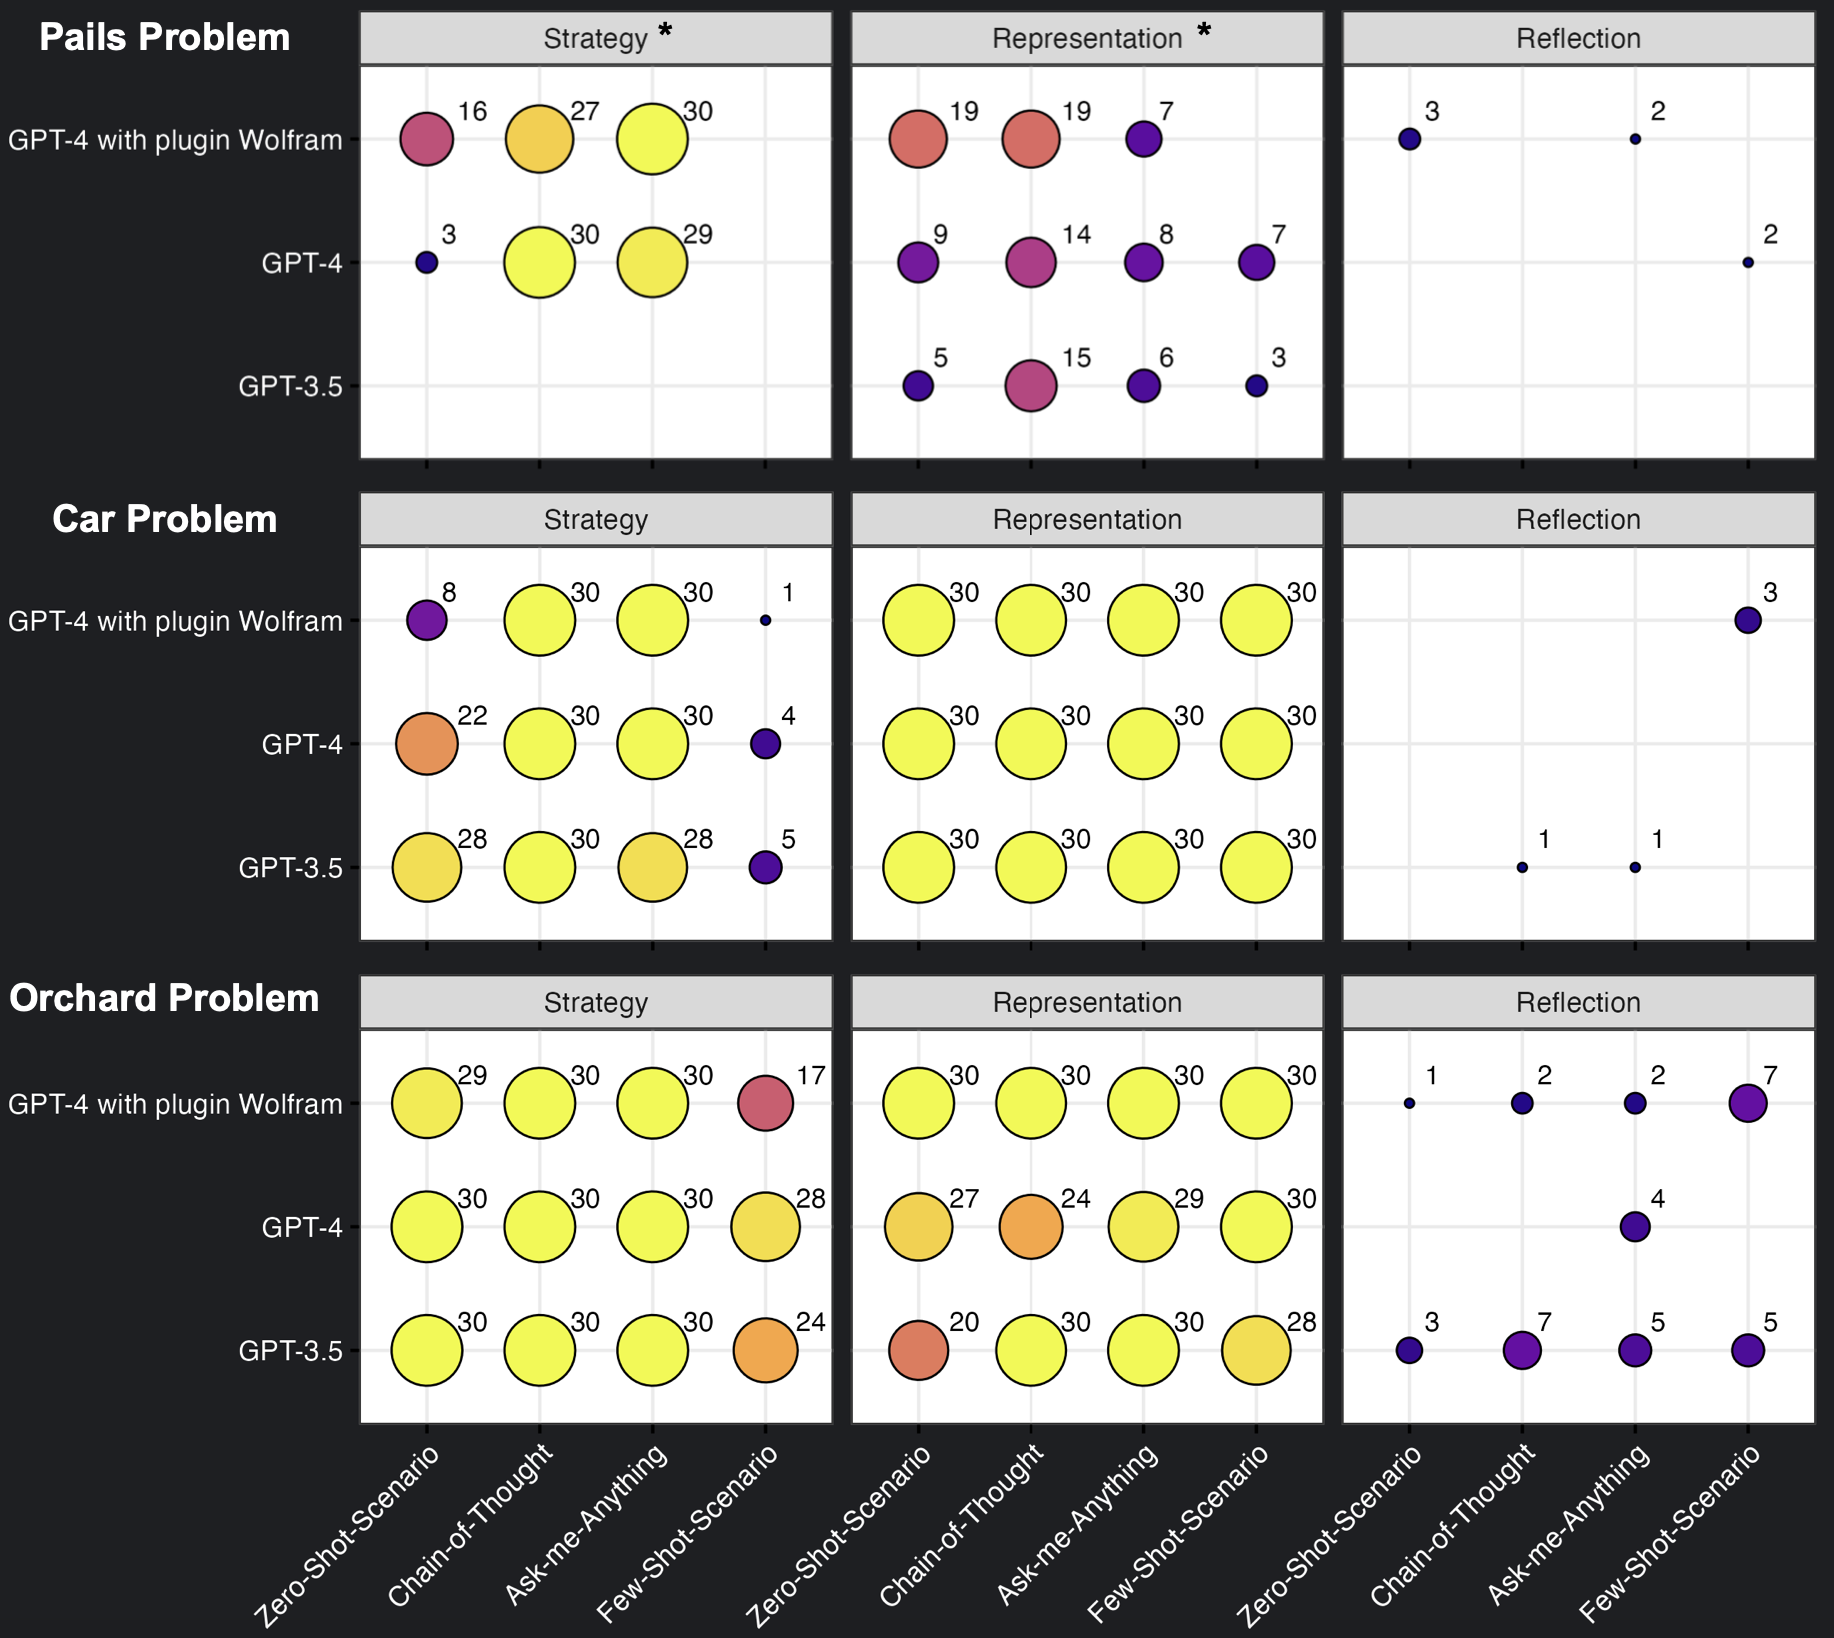 Pails Problem
Strategy *
Representation *
Reflection
GPT-4 with plugin Wolfram
16 27 30
19 19 7
3 2
GPT-4
3 30 29
9 14 8 7
2
GPT-3.5
5 15 6 3
Car Problem
Strategy
Representation
Reflection
GPT-4 with plugin Wolfram
8 30 30 1
30 30 30 30
3
GPT-4
22 30 30 4
30 30 30 30
GPT-3.5
28 30 28 5
30 30 30 30
1 1
Orchard Problem
Strategy
Representation
Reflection
GPT-4 with plugin Wolfram
29 30 30 17
30 30 30 30
1 2 2 7
GPT-4
30 30 30 28
27 24 29 30
4
GPT-3.5
30 30 30 24
20 30 30 28
3 7 5 5
Zero-Shot-Scenario
Chain-of-Thought
Ask-me-Anything
Few-Shot-Scenario
Zero-Shot-Scenario
Chain-of-Thought
Ask-me-Anything
Few-Shot-Scenario
Zero-Shot-Scenario
Chain-of-Thought
Ask-me-Anything
Few-Shot-Scenario